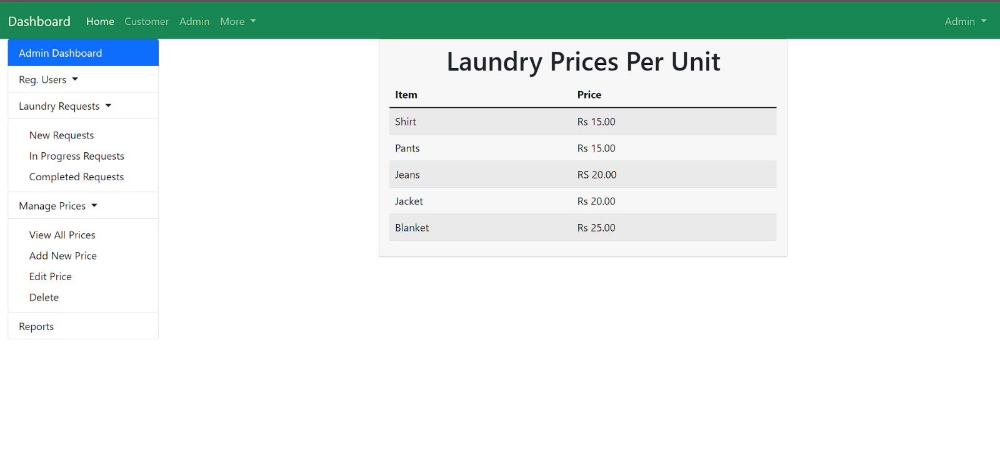 Dashboard Home Customer Admin More Admin
Admin Dashboard
Reg. Users
Laundry Requests
New Requests
In Progress Requests
Completed Requests
Manage Prices
View All Prices
Add New Price
Edit Price
Delete
Reports
Laundry Prices Per Unit
Item Price
Shirt Rs 15.00
Pants Rs 15.00
Jeans RS 20.00
Jacket Rs 20.00
Blanket Rs 25.00